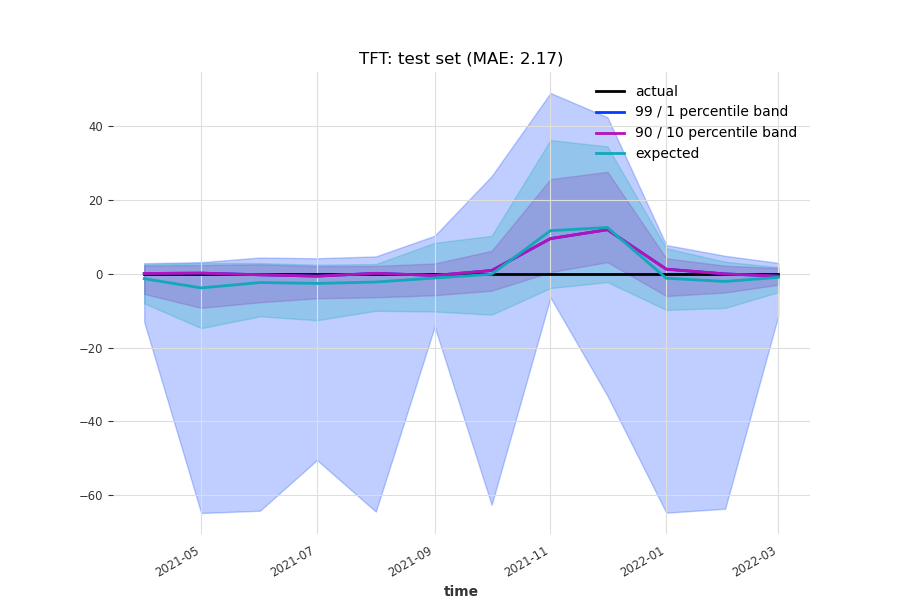 TFT: test set (MAE: 2.17)
actual
99 / 1 percentile band
90 / 10 percentile band
expected
40
20
0
−20
−40
−60
2021-05
2021-07
2021-09
2021-11
2022-01
2022-03
time